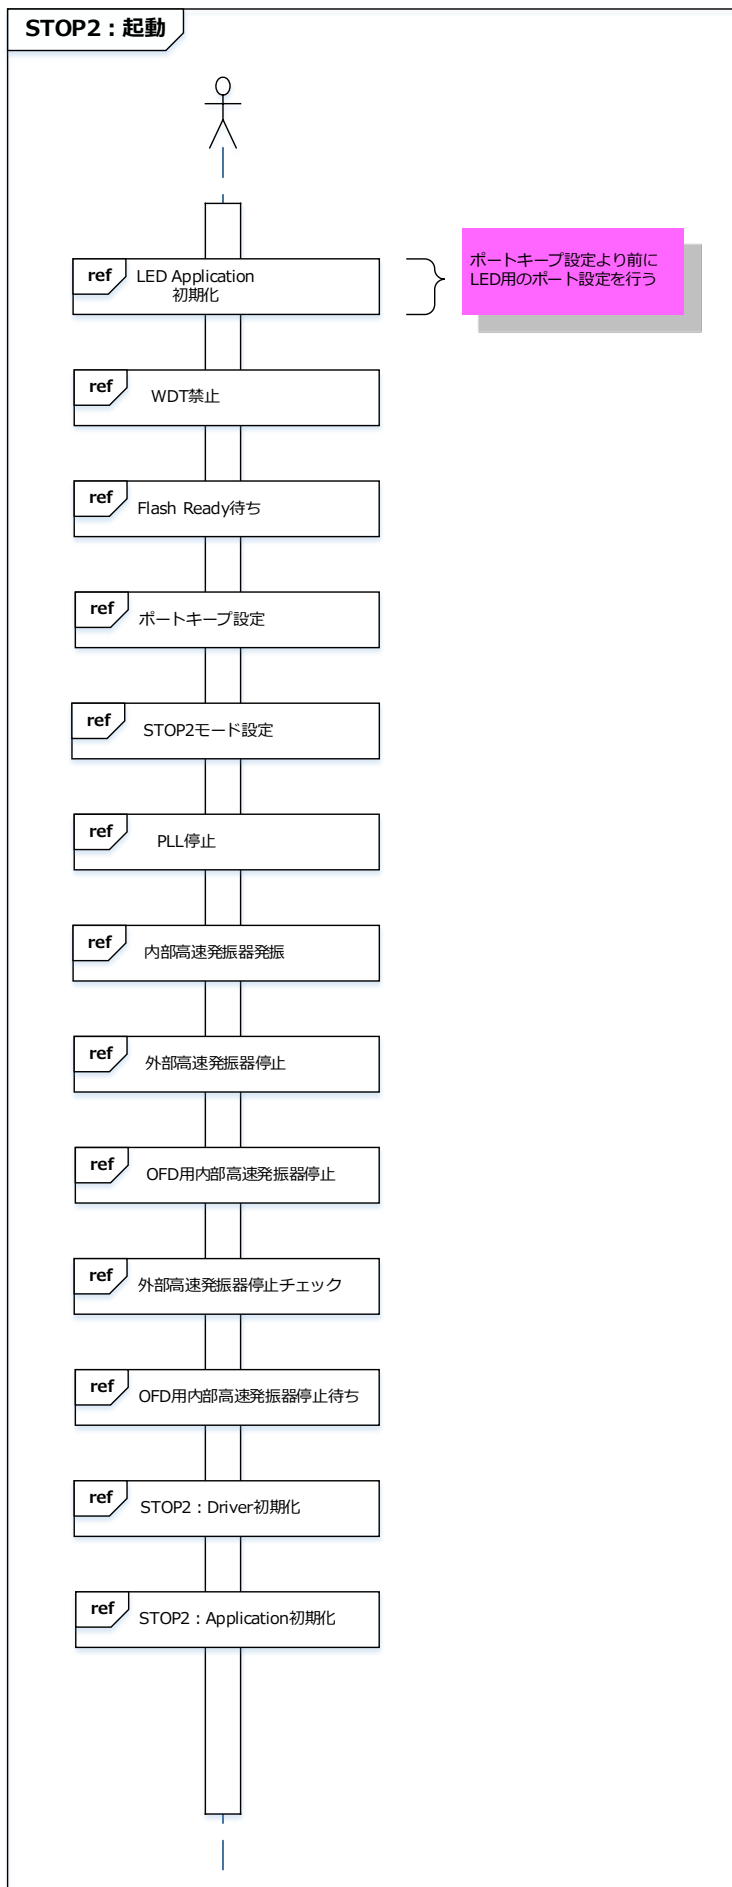 STOP2：起動
ref
LED Application
初期化
ポートキープ設定より前に
LED用のポート設定を行う
ref
WDT禁止
ref
Flash Ready待ち
ref
ポートキープ設定
ref
STOP2モード設定
ref
PLL停止
ref
内部高速発振器発振
ref
外部高速発振器停止
ref
OFD用内部高速発振器停止
ref
外部高速発振器停止チェック
ref
OFD用内部高速発振器停止待ち
ref
STOP2：Driver初期化
ref
STOP2：Application初期化